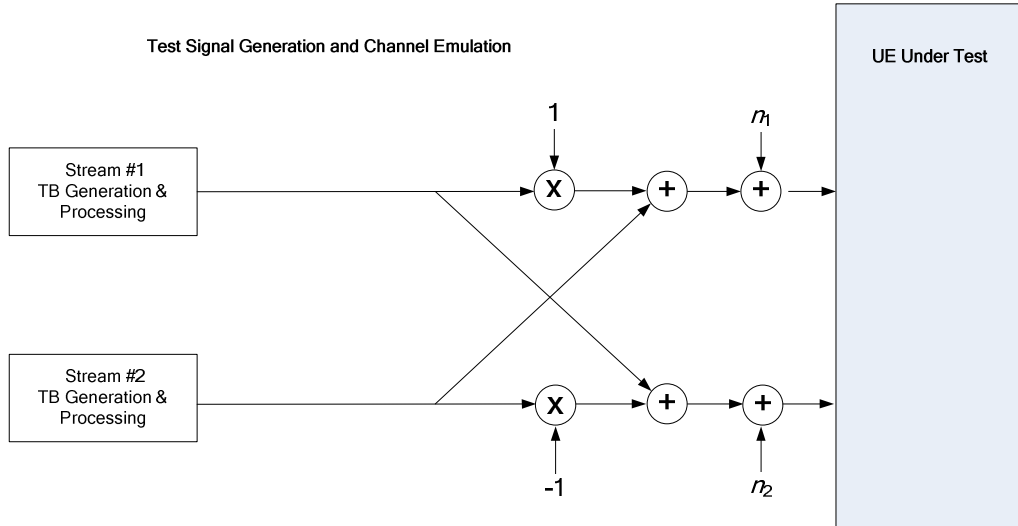 Test Signal Generation and Channel Emulation
UE Under Test
1
n1
Stream #1
TB Generation &
Processing
X
+
+
Stream #2
TB Generation &
Processing
X
+
+
-1
n2